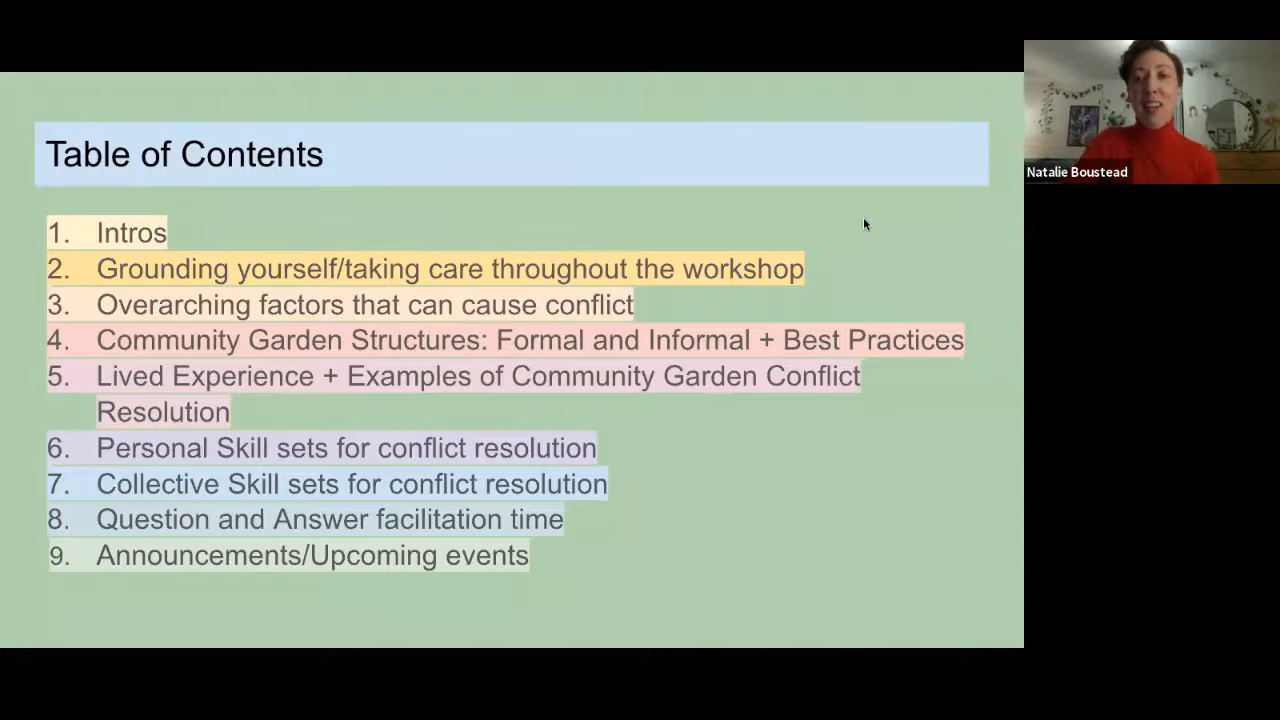 Table of Contents
1. Intros
2. Grounding yourself/taking care throughout the workshop
3. Overarching factors that can cause conflict
4. Community Garden Structures: Formal and Informal + Best Practices
5. Lived Experience + Examples of Community Garden Conflict
Resolution
6. Personal Skill sets for conflict resolution
7. Collective Skill sets for conflict resolution
8. Question and Answer facilitation time
9. Announcements/Upcoming events
Natalie Boustead